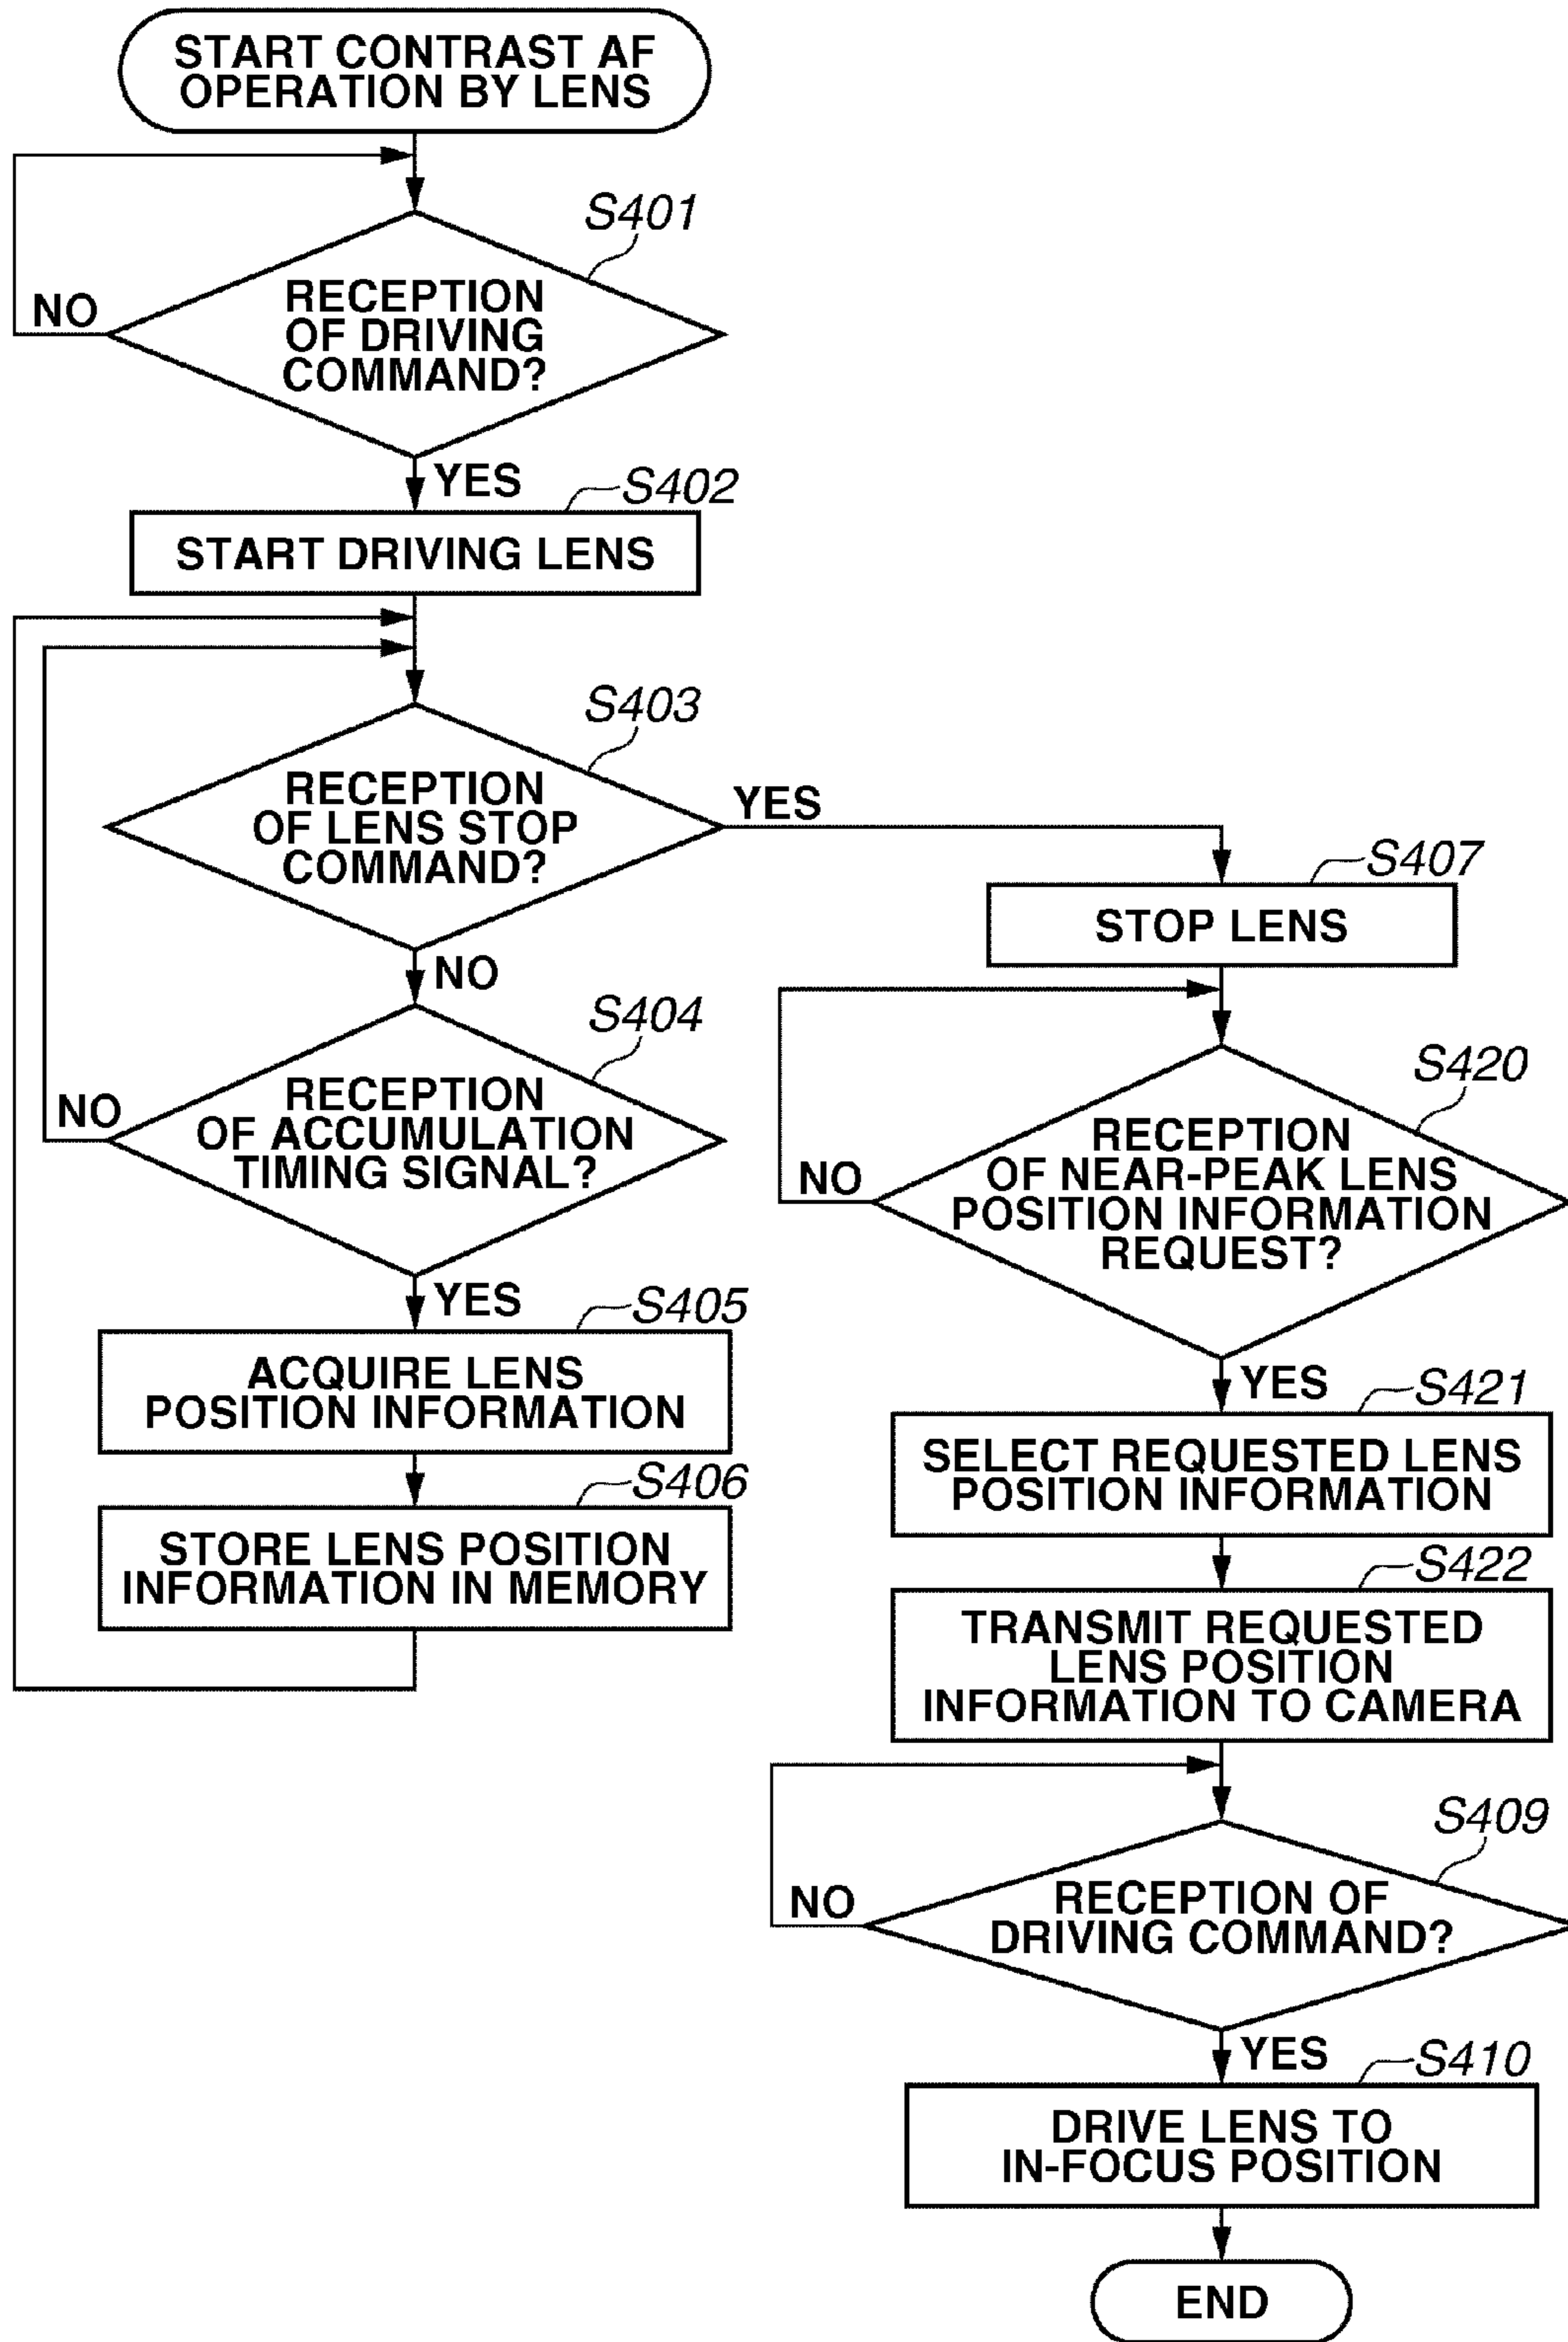 START CONTRAST AF
OPERATION BY LENS
S401
RECEPTION
OF DRIVING
COMMAND?
NO
YES
S402
START DRIVING LENS
S403
RECEPTION
OF LENS STOP
COMMAND?
YES
NO
S404
RECEPTION
OF ACCUMULATION
TIMING SIGNAL?
NO
YES
S405
ACQUIRE LENS
POSITION INFORMATION
S406
STORE LENS POSITION
INFORMATION IN MEMORY
S407
STOP LENS
S420
RECEPTION
OF NEAR-PEAK LENS
POSITION INFORMATION
REQUEST?
NO
YES
S421
SELECT REQUESTED LENS
POSITION INFORMATION
S422
TRANSMIT REQUESTED
LENS POSITION
INFORMATION TO CAMERA
S409
RECEPTION OF
DRIVING COMMAND?
NO
YES
S410
DRIVE LENS TO
IN-FOCUS POSITION
END